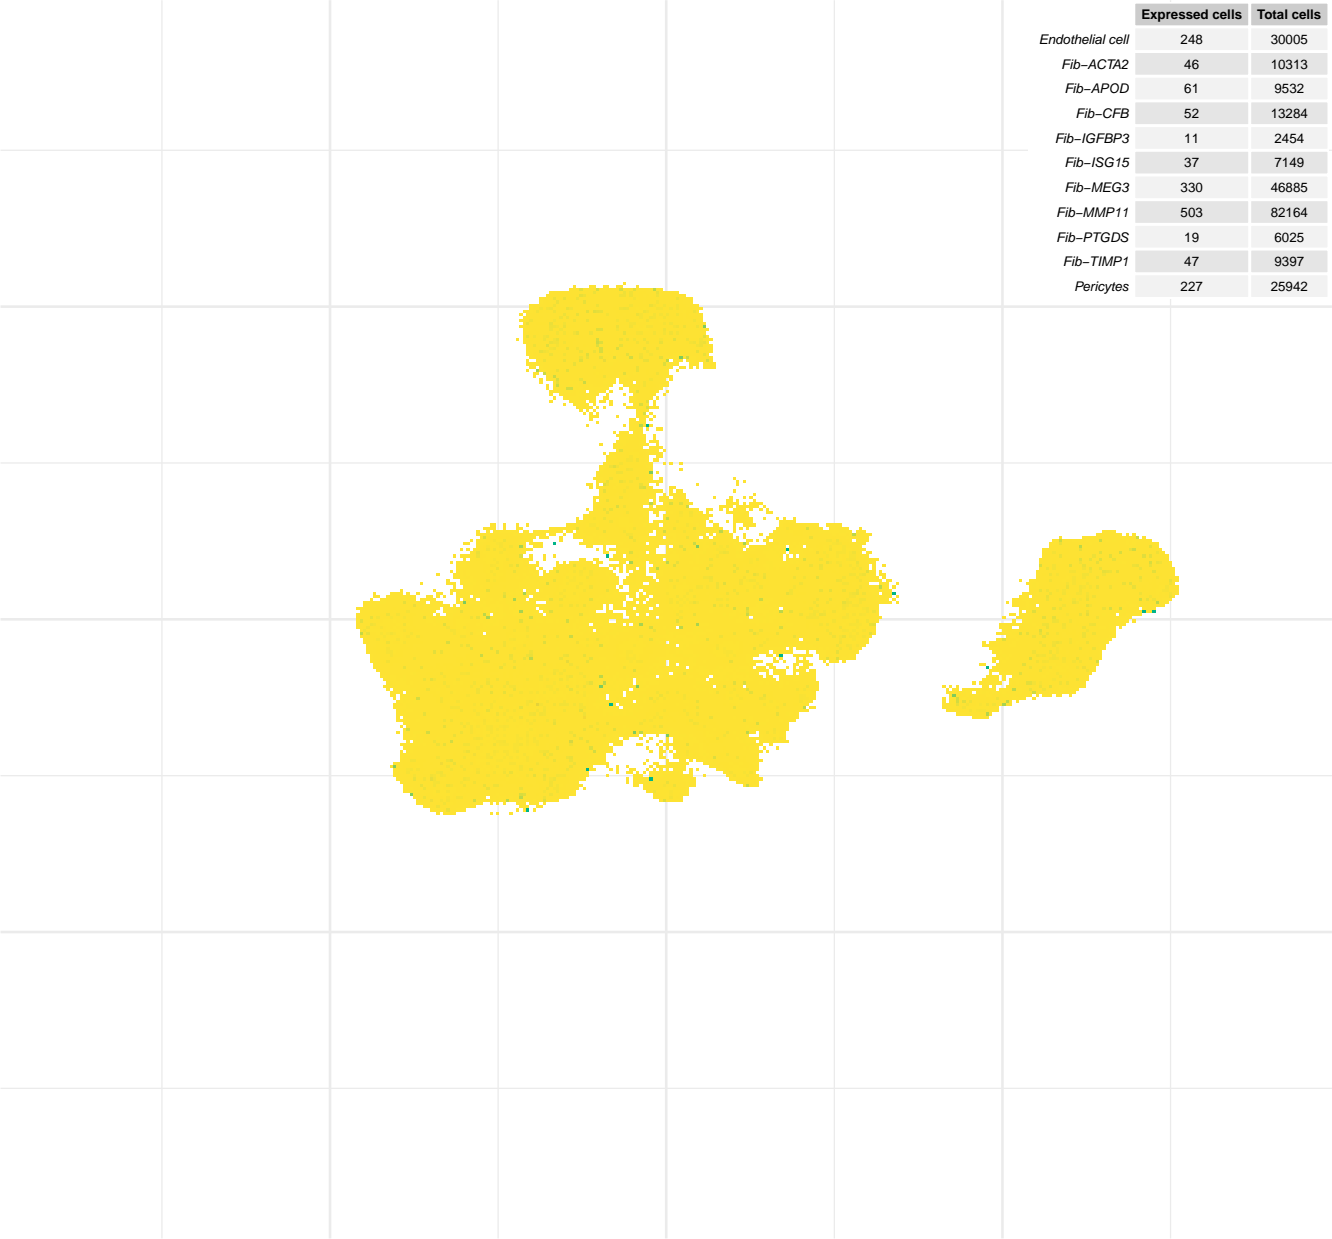 Expressed cells Total cells
Endothelial cell 248 30005
Fib−ACTA2 46 10313
Fib−APOD 61 9532
Fib−CFB 52 13284
Fib−IGFBP3 11 2454
Fib−ISG15 37 7149
Fib−MEG3 330 46885
Fib−MMP11 503 82164
Fib−PTGDS 19 6025
Fib−TIMP1 47 9397
Pericytes 227 25942